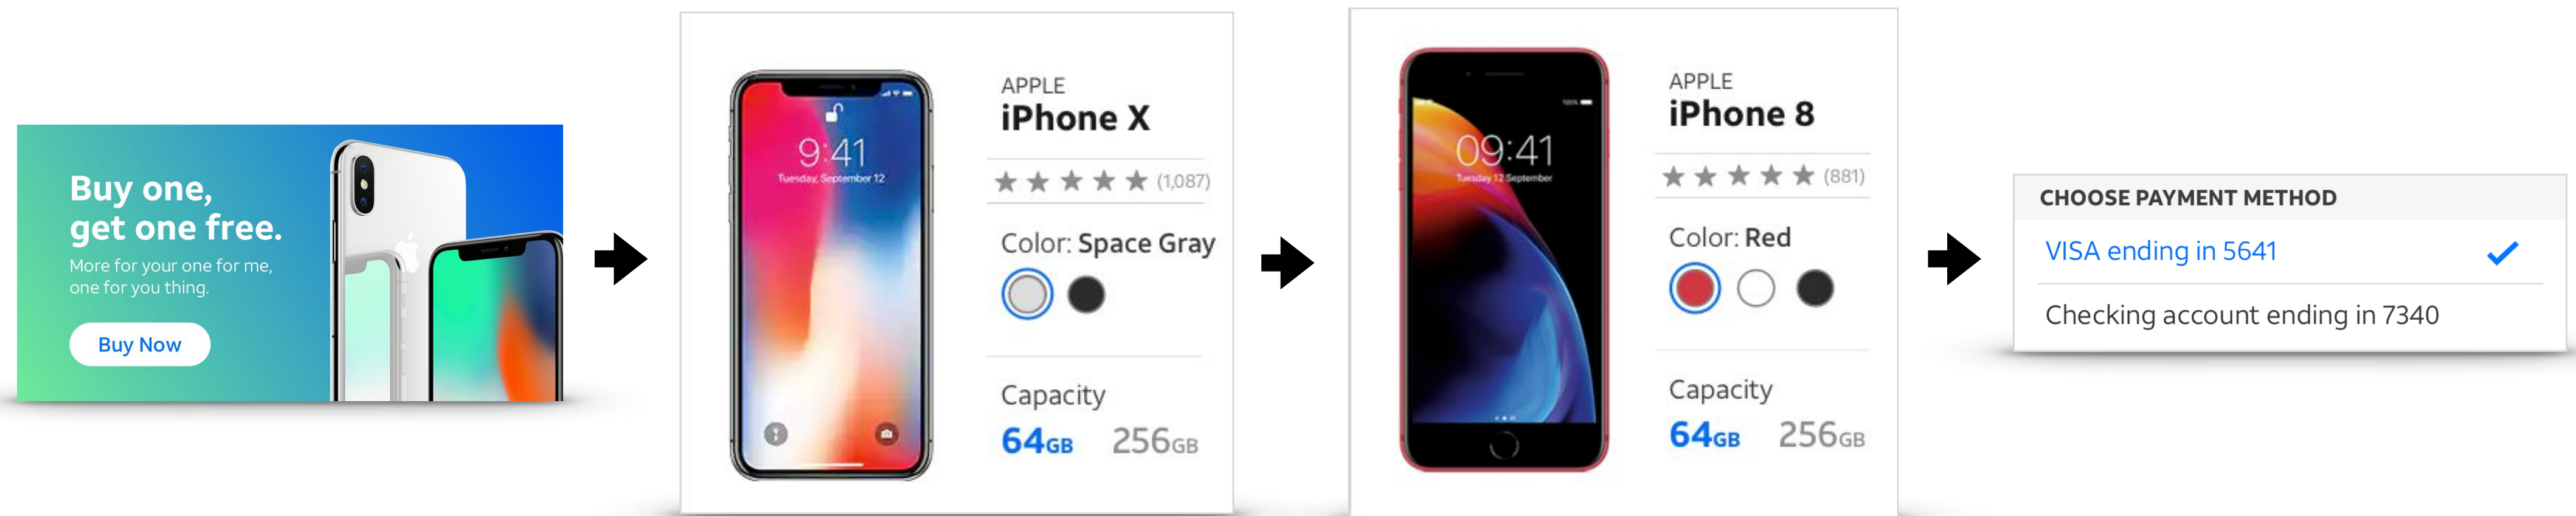 Buy one,
get one free.
More for your one for me,
one for you thing.
Buy Now
9:41
Tuesday, September 12
APPLE
iPhone X
(1,087)
Color: Space Gray
Capacity
64GB 256GB
100%
09:41
Tuesday 12 September
APPLE
iPhone 8
(881)
Color: Red
Capacity
64GB 256GB
CHOOSE PAYMENT METHOD
VISA ending in 5641
Checking account ending in 7340